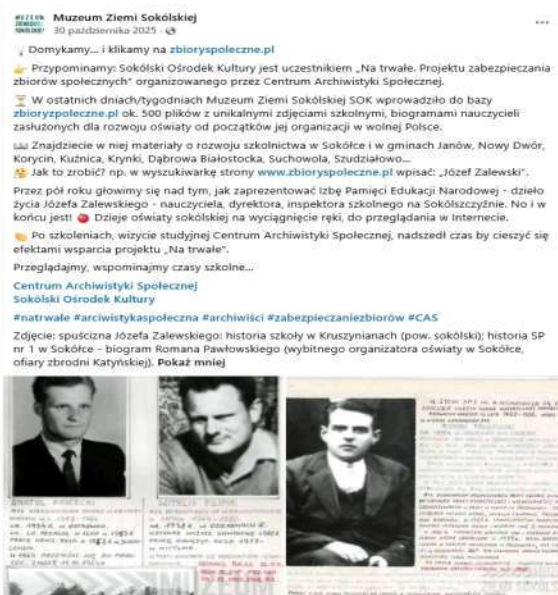 Muzeum Ziemi Sokólskiej
30 października 2025
Domykamy... i klikamy na zbioryspoleczne.pl
Przypominamy: Sokólski Ośrodek Kultury jest uczestnikiem „Na trwałe. Projektu zabezpieczania
zbiorów społecznych" organizowanego przez Centrum Archiwistyki Społecznej.
W ostatnich dniach/tygodniach Muzeum Ziemi Sokólskiej SOK wprowadziło do bazy
zbioryzpoleczne.pl ok. 500 plików z unikalnymi zdjęciami szkolnymi, biogramami nauczycieli
zasłużonych dla rozwoju oświaty od początków jej organizacji w wolnej Polsce.
Znajdziecie w niej materiały o rozwoju szkolnictwa w Sokółce i w gminach Janów, Nowy Dwór,
Korycin, Kuźnica, Krynki, Dąbrowa Białostocka, Suchowola, Szudziałowo...
Jak to zrobić? np. w wyszukiwarkę strony www.zbioryspoleczne.pl wpisać: „Józef Zalewski".
Przez pół roku głowimy się nad tym, jak zaprezentować Izbę Pamięci Edukacji Narodowej - dzieło
życia Józefa Zalewskiego - nauczyciela, dyrektora, inspektora szkolnego na Sokólszczyźnie. No i w
końcu jest! Dzieje oświaty sokólskiej na wyciągnięcie ręki, do przeglądania w Internecie.
Po szkoleniach, wizycie studyjnej Centrum Archiwistyki Społecznej, nadszedł czas by cieszyć się
efektami wsparcia projektu „Na trwałe".
Przeglądajmy, wspominajmy czasy szkolne...
Centrum Archiwistyki Społecznej
Sokólski Ośrodek Kultury
#natrwałe #arciwistykaspołeczna #archiwiści #zabezpieczaniezbiorów #CAS
Zdjęcie: spuścizna Józefa Zalewskiego: historia szkoły w Kruszynianach (pow. sokólski); historia SP
nr 1 w Sokółce - biogram Romana Pawłowskiego (wybitnego organizatora oświaty w Sokółce,
ofiary zbrodni Katyńskiej). Pokaż mniej
MUZEUM